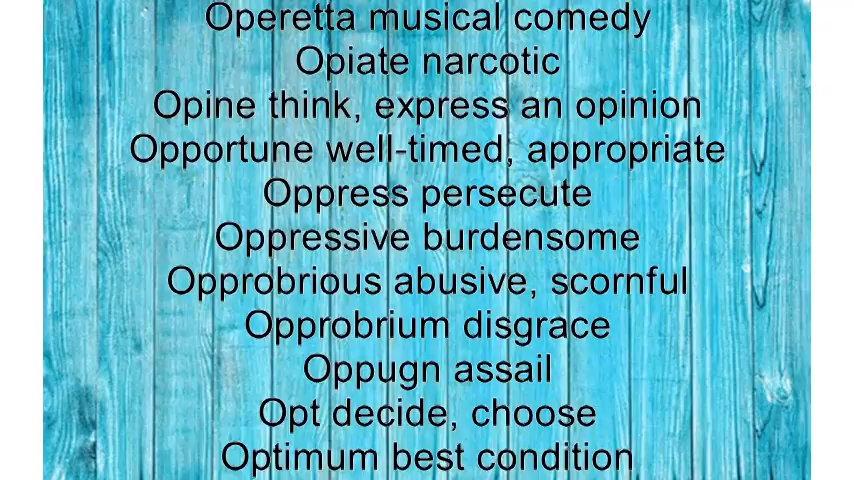 Operetta musical comedy
Opiate narcotic
Opine think, express an opinion
Opportune well-timed, appropriate
Oppress persecute
Oppressive burdensome
Opprobrious abusive, scornful
Opprobrium disgrace
Oppugn assail
Opt decide, choose
Optimum best condition